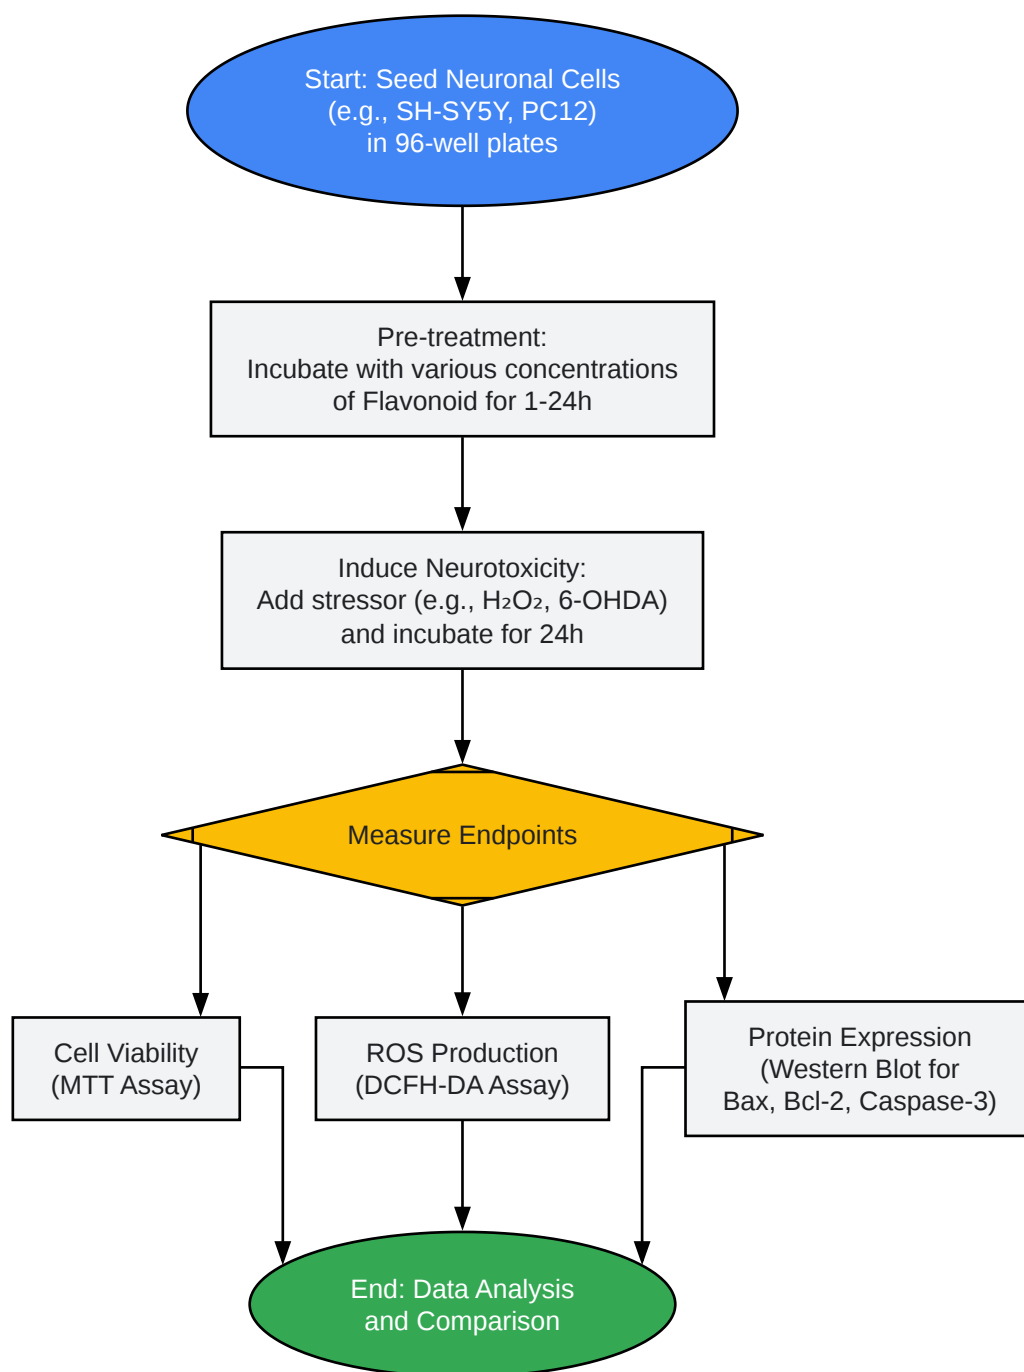 Start: Seed Neuronal Cells
(e.g., SH-SY5Y, PC12)
in 96-well plates
Pre-treatment:
Incubate with various concentrations
of Flavonoid for 1-24h
Induce Neurotoxicity:
Add stressor (e.g., H₂O₂, 6-OHDA)
and incubate for 24h
Measure Endpoints
Cell Viability
(MTT Assay)
ROS Production
(DCFH-DA Assay)
Protein Expression
(Western Blot for
Bax, Bcl-2, Caspase-3)
End: Data Analysis
and Comparison